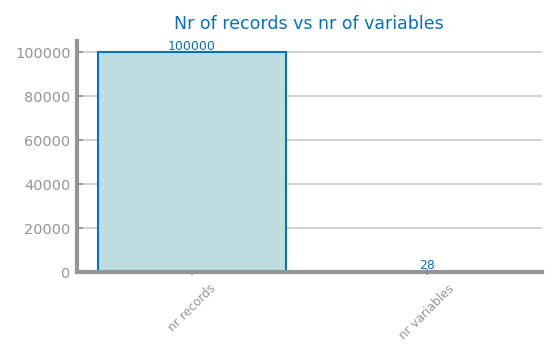 Nr of records vs nr of variables
100000
100000
80000
60000
40000
20000
28
0
nr records
nr variables